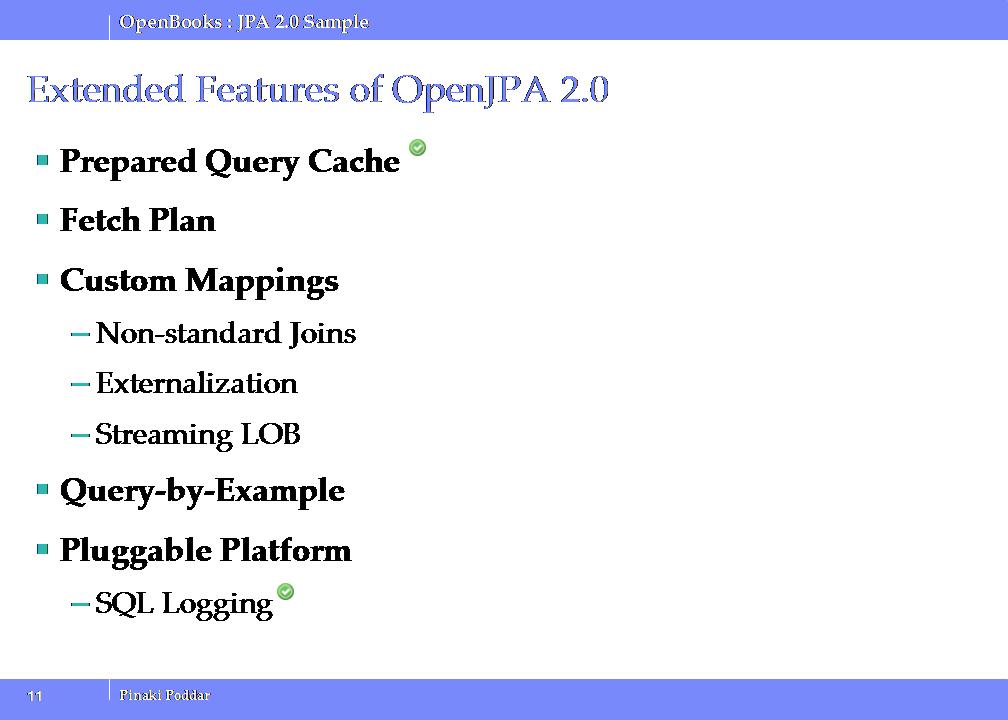 OpenBooks : JPA 2.0 Sample
Extended Features of OpenJPA 2.0
Prepared Query Cache
Fetch Plan
Custom Mappings
– Non-standard Joins
– Externalization
– Streaming LOB
Query-by-Example
Pluggable Platform
– SQL Logging
11 Pinaki Poddar